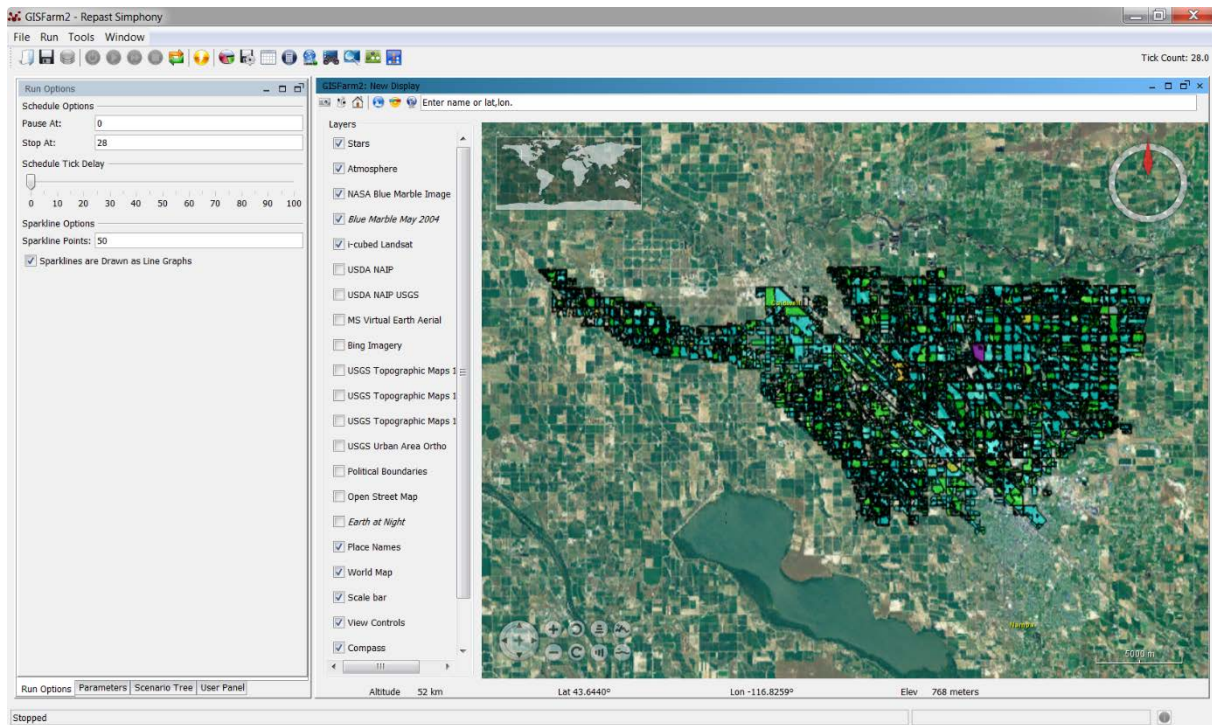 GISFarm2 - Repast Simphony
File Run Tools Window
Tick Count: 28.0
Run Options
Schedule Options
Pause At: 0
Stop At: 28
Schedule Tick Delay
0 10 20 30 40 50 60 70 80 90 100
Sparkline Options
Sparkline Points: 50
Sparklines are Drawn as Line Graphs
Run Options Parameters Scenario Tree User Panel
GISFarm2: New Display
Enter name or lat,lon.
Layers
Stars
Atmosphere
NASA Blue Marble Image
Blue Marble May 2004
i-cubed Landsat
USDA NAIP
USDA NAIP USGS
MS Virtual Earth Aerial
Bing Imagery
USGS Topographic Maps 1
USGS Topographic Maps 1
USGS Topographic Maps 1
USGS Urban Area Ortho
Political Boundaries
Open Street Map
Earth at Night
Place Names
World Map
Scale bar
View Controls
Compass
Caldwell
Nampa
5000 m
Altitude 52 km Lat 43.6440° Lon -116.8259° Elev 768 meters
Stopped